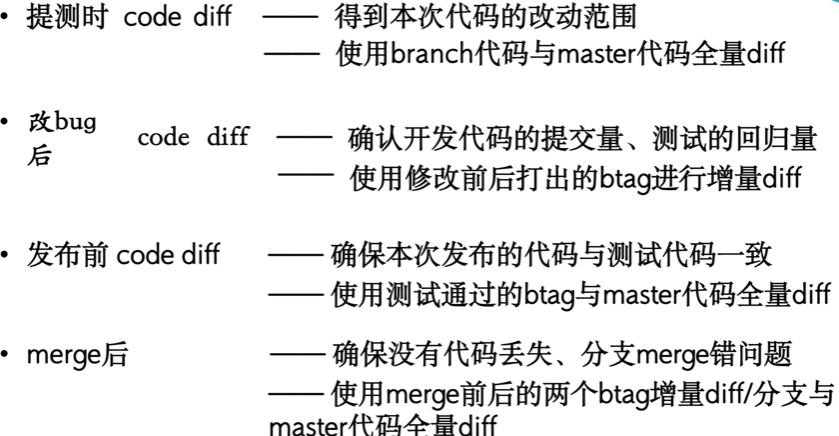 • 提测时 code diff —— 得到本次代码的改动范围
—— 使用branch代码与master代码全量diff
• 改bug后 code diff —— 确认开发代码的提交量、测试的回归量
—— 使用修改前后打出的btag进行增量diff
• 发布前 code diff —— 确保本次发布的代码与测试代码一致
—— 使用测试通过的btag与master代码全量diff
• merge后 —— 确保没有代码丢失、分支merge错问题
—— 使用merge前后的两个btag增量diff/分支与
master代码全量diff